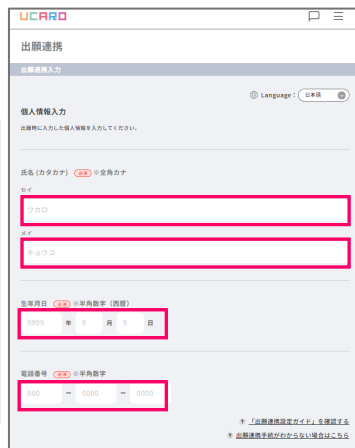 UCARO
出願連携
出願連携入力
Language : 日本語
個人情報入力
出願時に入力した個人情報を入力してください。
氏名 (カタカナ) 必須 ※全角カナ
セイ
ウカロ
メイ
キョウコ
生年月日 必須 ※半角数字（西暦）
9999 年 9 月 9 日
電話番号 必須 ※半角数字
000 ー 0000 ー 0000
? 「出願連携設定ガイド」を確認する
? 出願連携手続がわからない場合はこちら